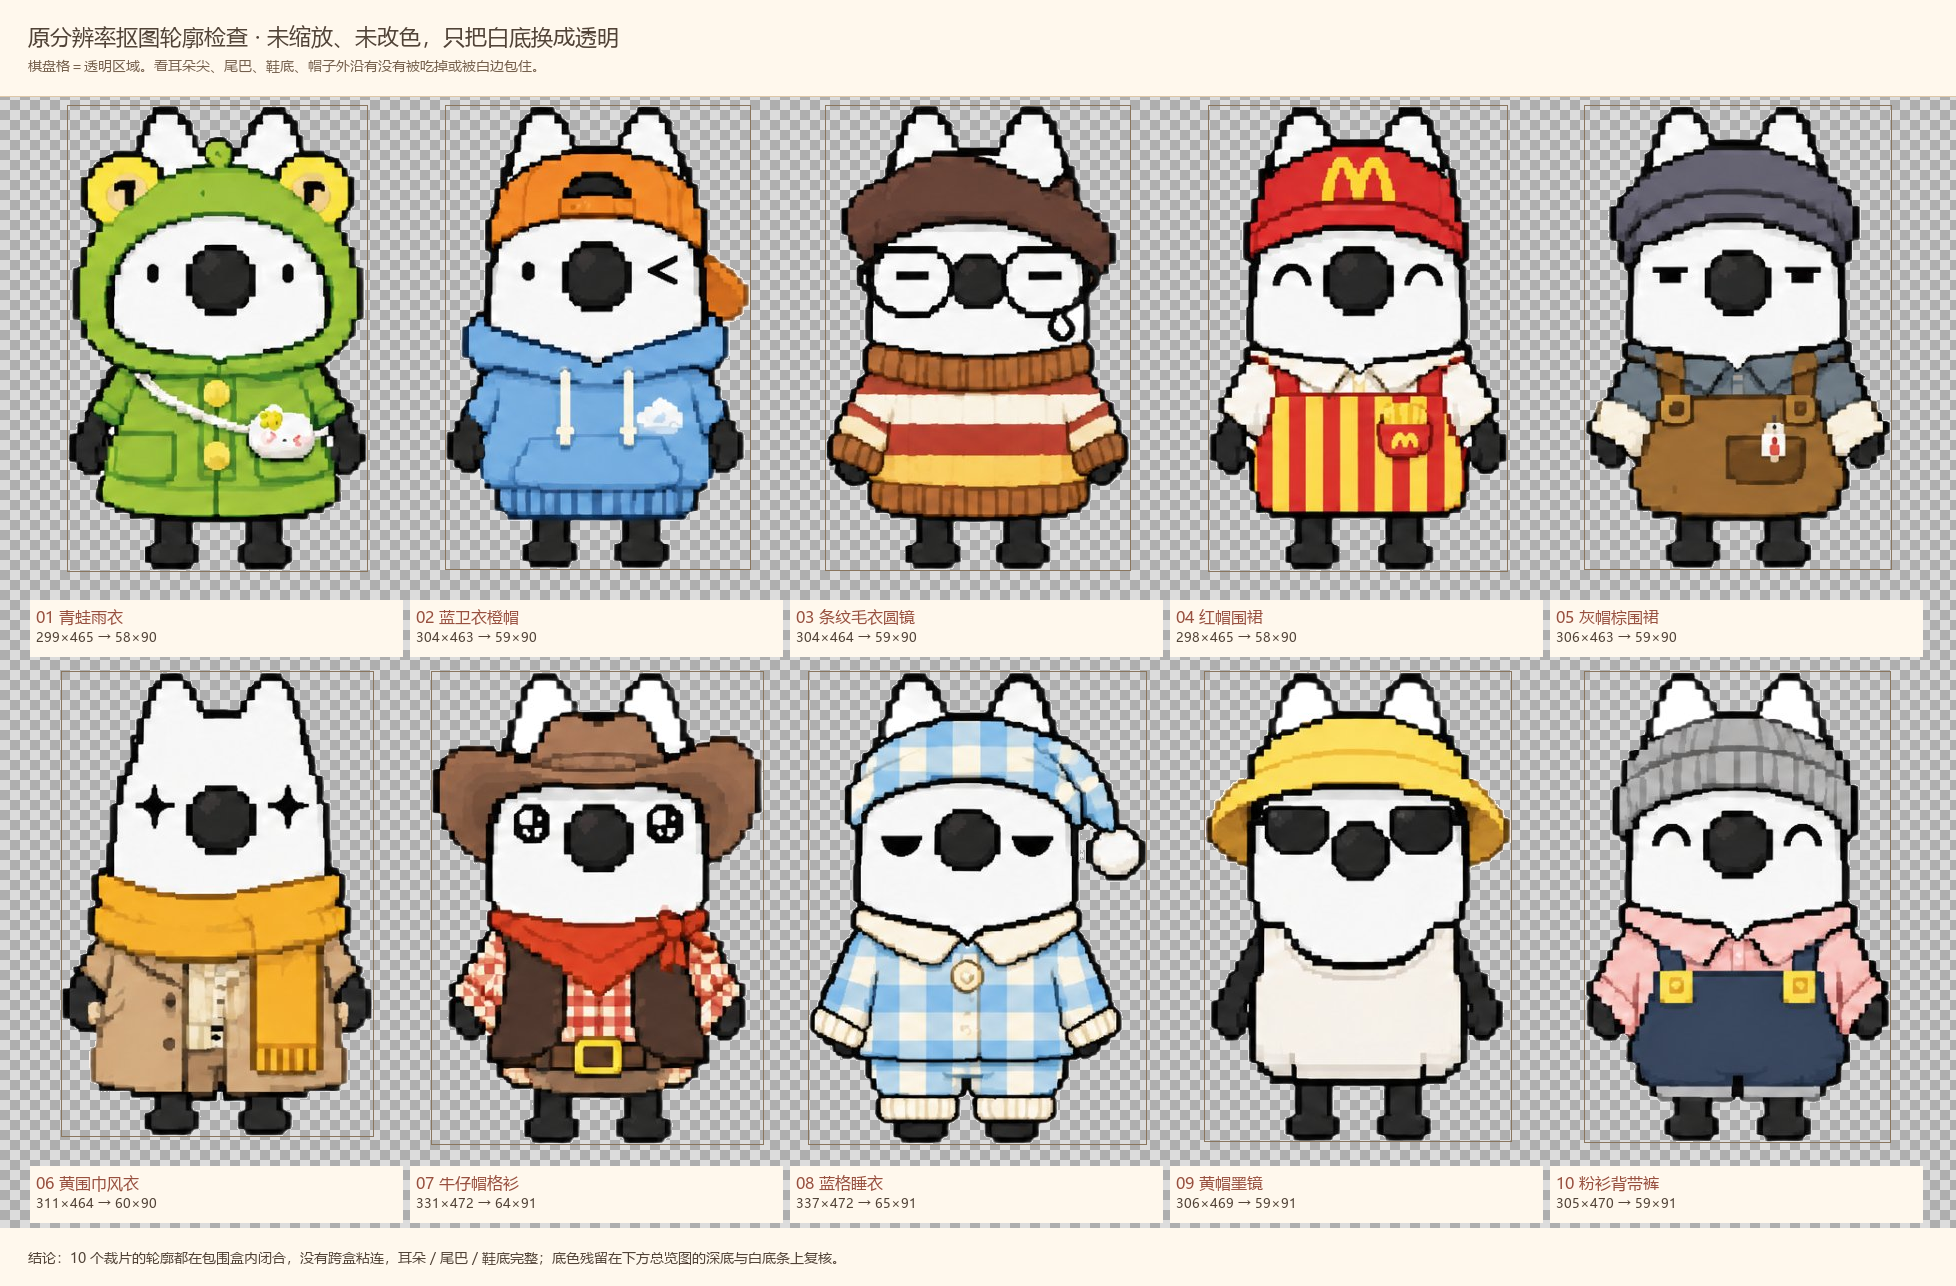 原分辨率抠图轮廓检查 · 未缩放、未改色，只把白底换成透明
棋盘格 = 透明区域。看耳朵尖、尾巴、鞋底、帽子外沿有没有被吃掉或被白边包住。
01 青蛙雨衣
299×465 → 58×90
02 蓝卫衣橙帽
304×463 → 59×90
03 条纹毛衣圆镜
304×464 → 59×90
04 红帽围裙
298×465 → 58×90
05 灰帽棕围裙
306×463 → 59×90
06 黄围巾风衣
311×464 → 60×90
07 牛仔帽格衫
331×472 → 64×91
08 蓝格睡衣
337×472 → 65×91
09 黄帽墨镜
306×469 → 59×91
10 粉衫背带裤
305×470 → 59×91
结论：10 个裁片的轮廓都在包围盒内闭合，没有跨盒粘连，耳朵 / 尾巴 / 鞋底完整；底色残留在下方总览图的深底与白底条上复核。